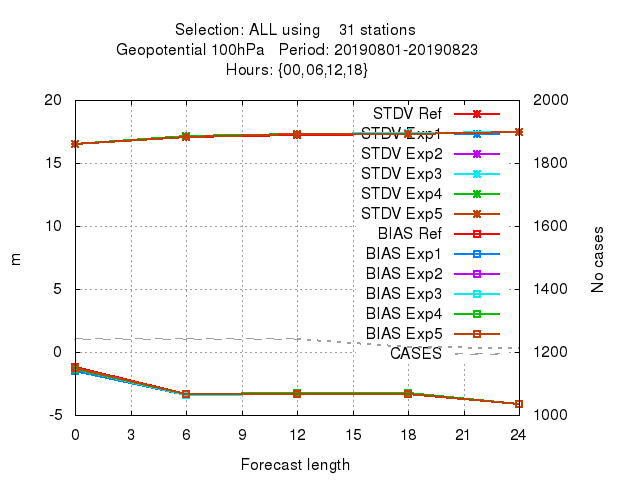 Selection: ALL using    31 stations
Geopotential 100hPa   Period: 20190801-20190823
Hours: {00,06,12,18}
20 2000
STDV Ref
STDV Exp1
STDV Exp2
15 1800
STDV Exp3
STDV Exp4
STDV Exp5
10 1600
BIAS Ref
BIAS Exp1
m No cases
BIAS Exp2
5 1400
BIAS Exp3
BIAS Exp4
BIAS Exp5
0 CASES 1200
-5 1000
0 3 6 9 12 15 18 21 24
Forecast length